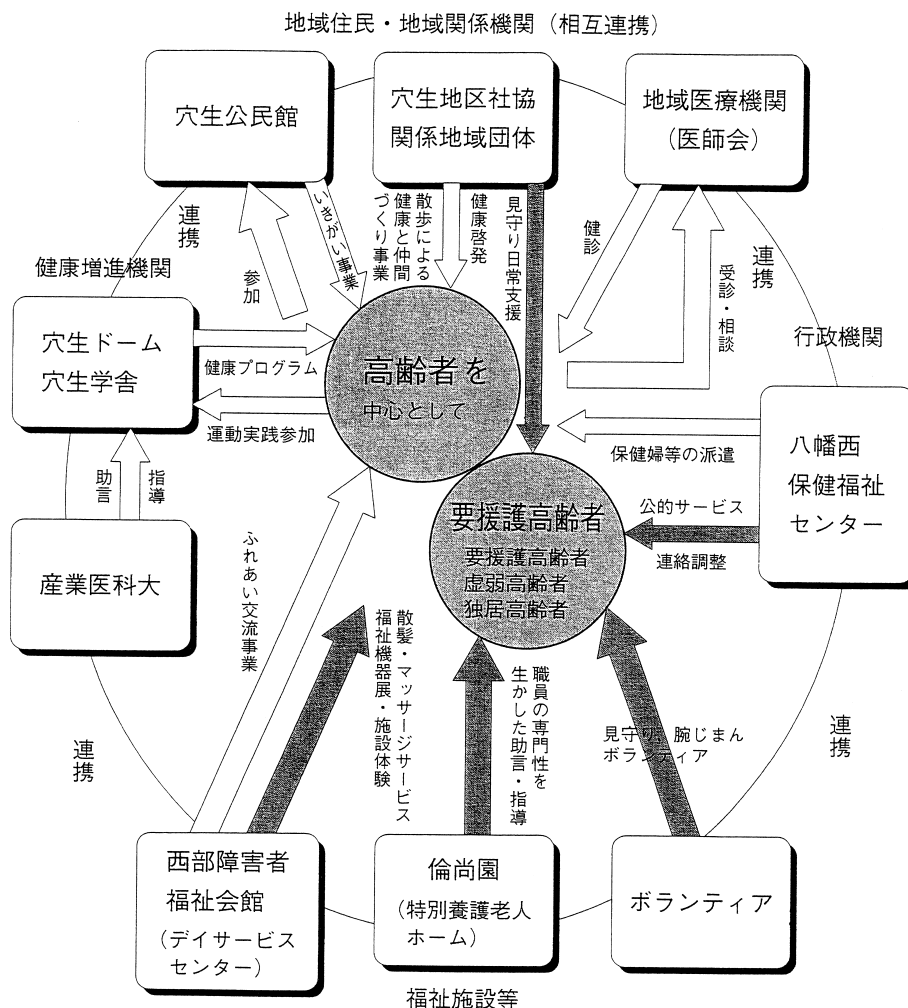 地域住民・地域関係機関（相互連携）
穴生公民館
穴生地区社協
関係地域団体
地域医療機関
（医師会）
連携
いきがい事業
散歩による
健康と仲間
づくり事業
健康啓発
見守り日常支援
健診
受診・相談
連携
健康増進機関
参加
行政機関
穴生ドーム
穴生学舎
健康プログラム
運動実践参加
高齢者を
中心として
保健婦等の派遣
八幡西
保健福祉
センター
公的サービス
連絡調整
助言
指導
要援護高齢者
要援護高齢者
虚弱高齢者
独居高齢者
産業医科大
ふれあい交流事業
散髪・マッサージサービス
福祉機器展・施設体験
職員の専門性を
生かした助言・指導
見守り 腕じまん
ボランティア
連携
連携
西部障害者
福祉会館
（デイサービス
センター）
倫尚園
（特別養護老人
ホーム）
ボランティア
福祉施設等